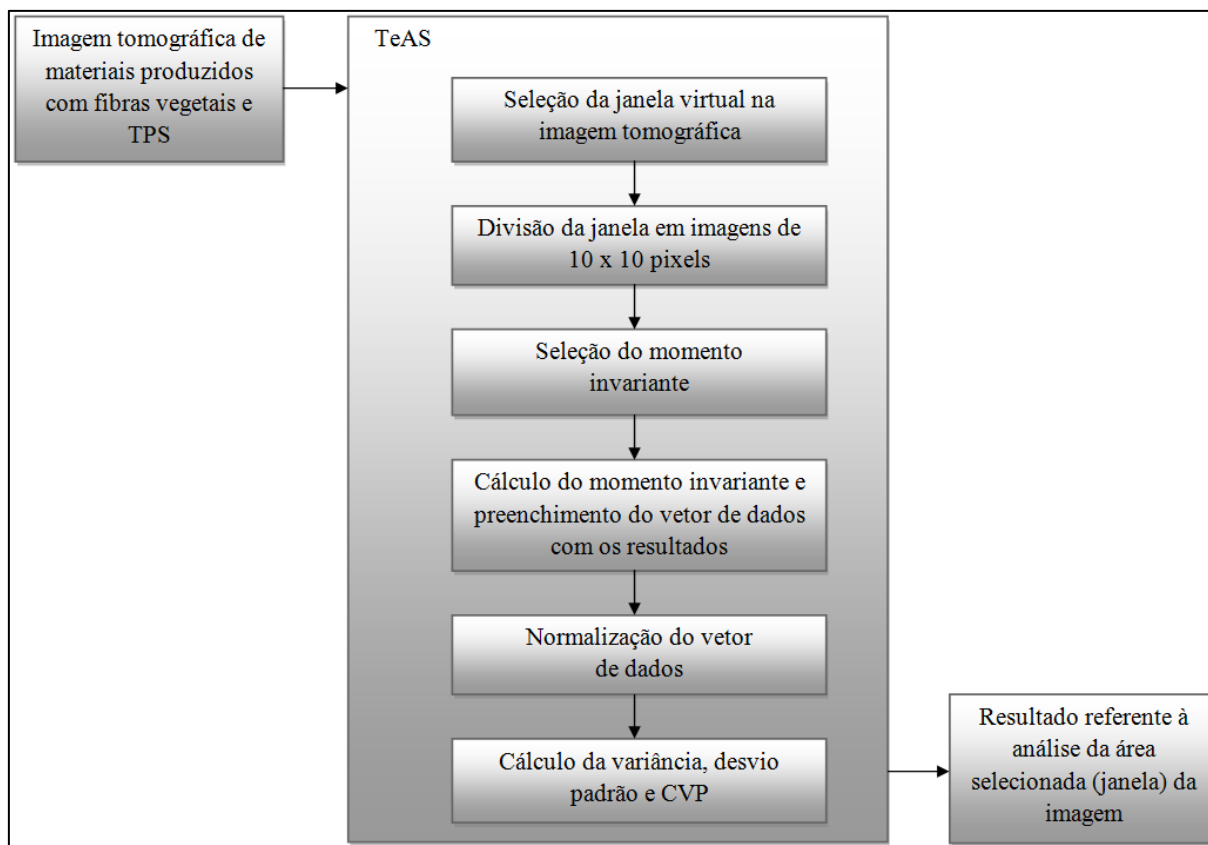 Imagem tomográfica de
materiais produzidos
com fibras vegetais e
TPS
TeAS
Seleção da janela virtual na
imagem tomográfica
Divisão da janela em imagens de
10 x 10 pixels
Seleção do momento
invariante
Cálculo do momento invariante e
preenchimento do vetor de dados
com os resultados
Normalização do vetor
de dados
Cálculo da variância, desvio
padrão e CVP
Resultado referente à
análise da área
selecionada (janela) da
imagem